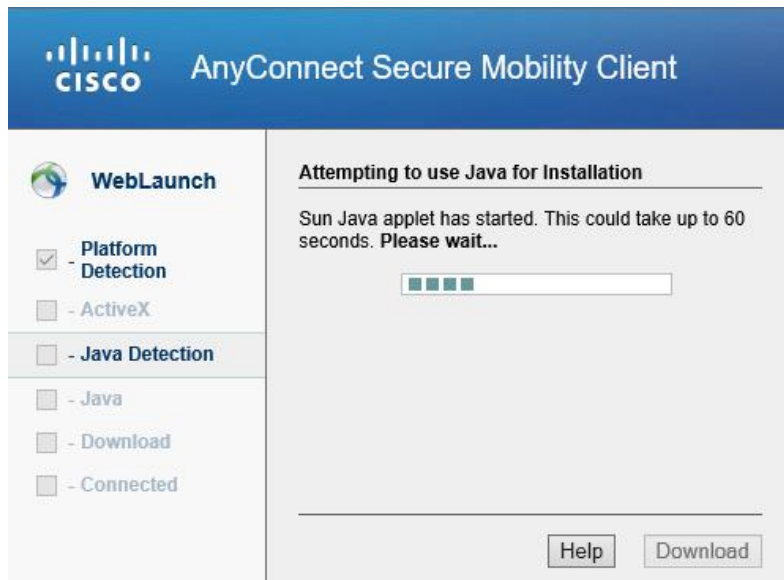 CISCO
AnyConnect Secure Mobility Client
WebLaunch
- Platform
Detection
- ActiveX
- Java Detection
- Java
- Download
- Connected
Attempting to use Java for Installation
Sun Java applet has started. This could take up to 60
seconds. Please wait...
Help
Download